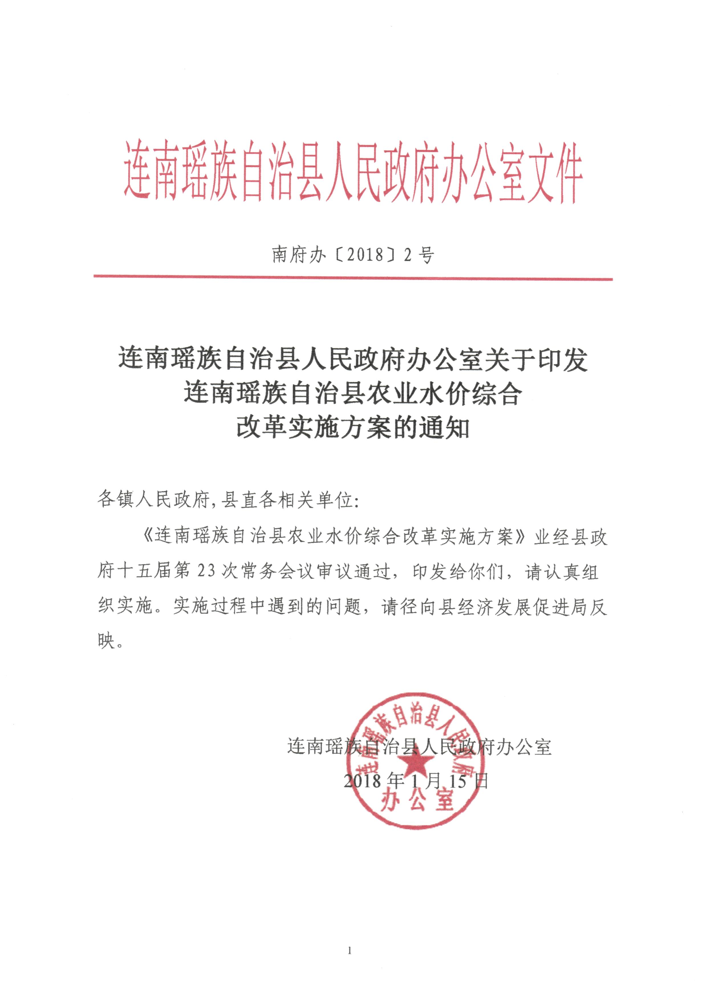 连南瑶族自治县人民政府办公室文件
南府办〔2018〕2号
连南瑶族自治县人民政府办公室关于印发
连南瑶族自治县农业水价综合
改革实施方案的通知
各镇人民政府,县直各相关单位:
《连南瑶族自治县农业水价综合改革实施方案》业经县政
府十五届第23次常务会议审议通过，印发给你们，请认真组
织实施。实施过程中遇到的问题，请径向县经济发展促进局反
映。
连南瑶族自治县人民政府
连南瑶族自治县人民政府办公室
2018年1月15日
办公室
1